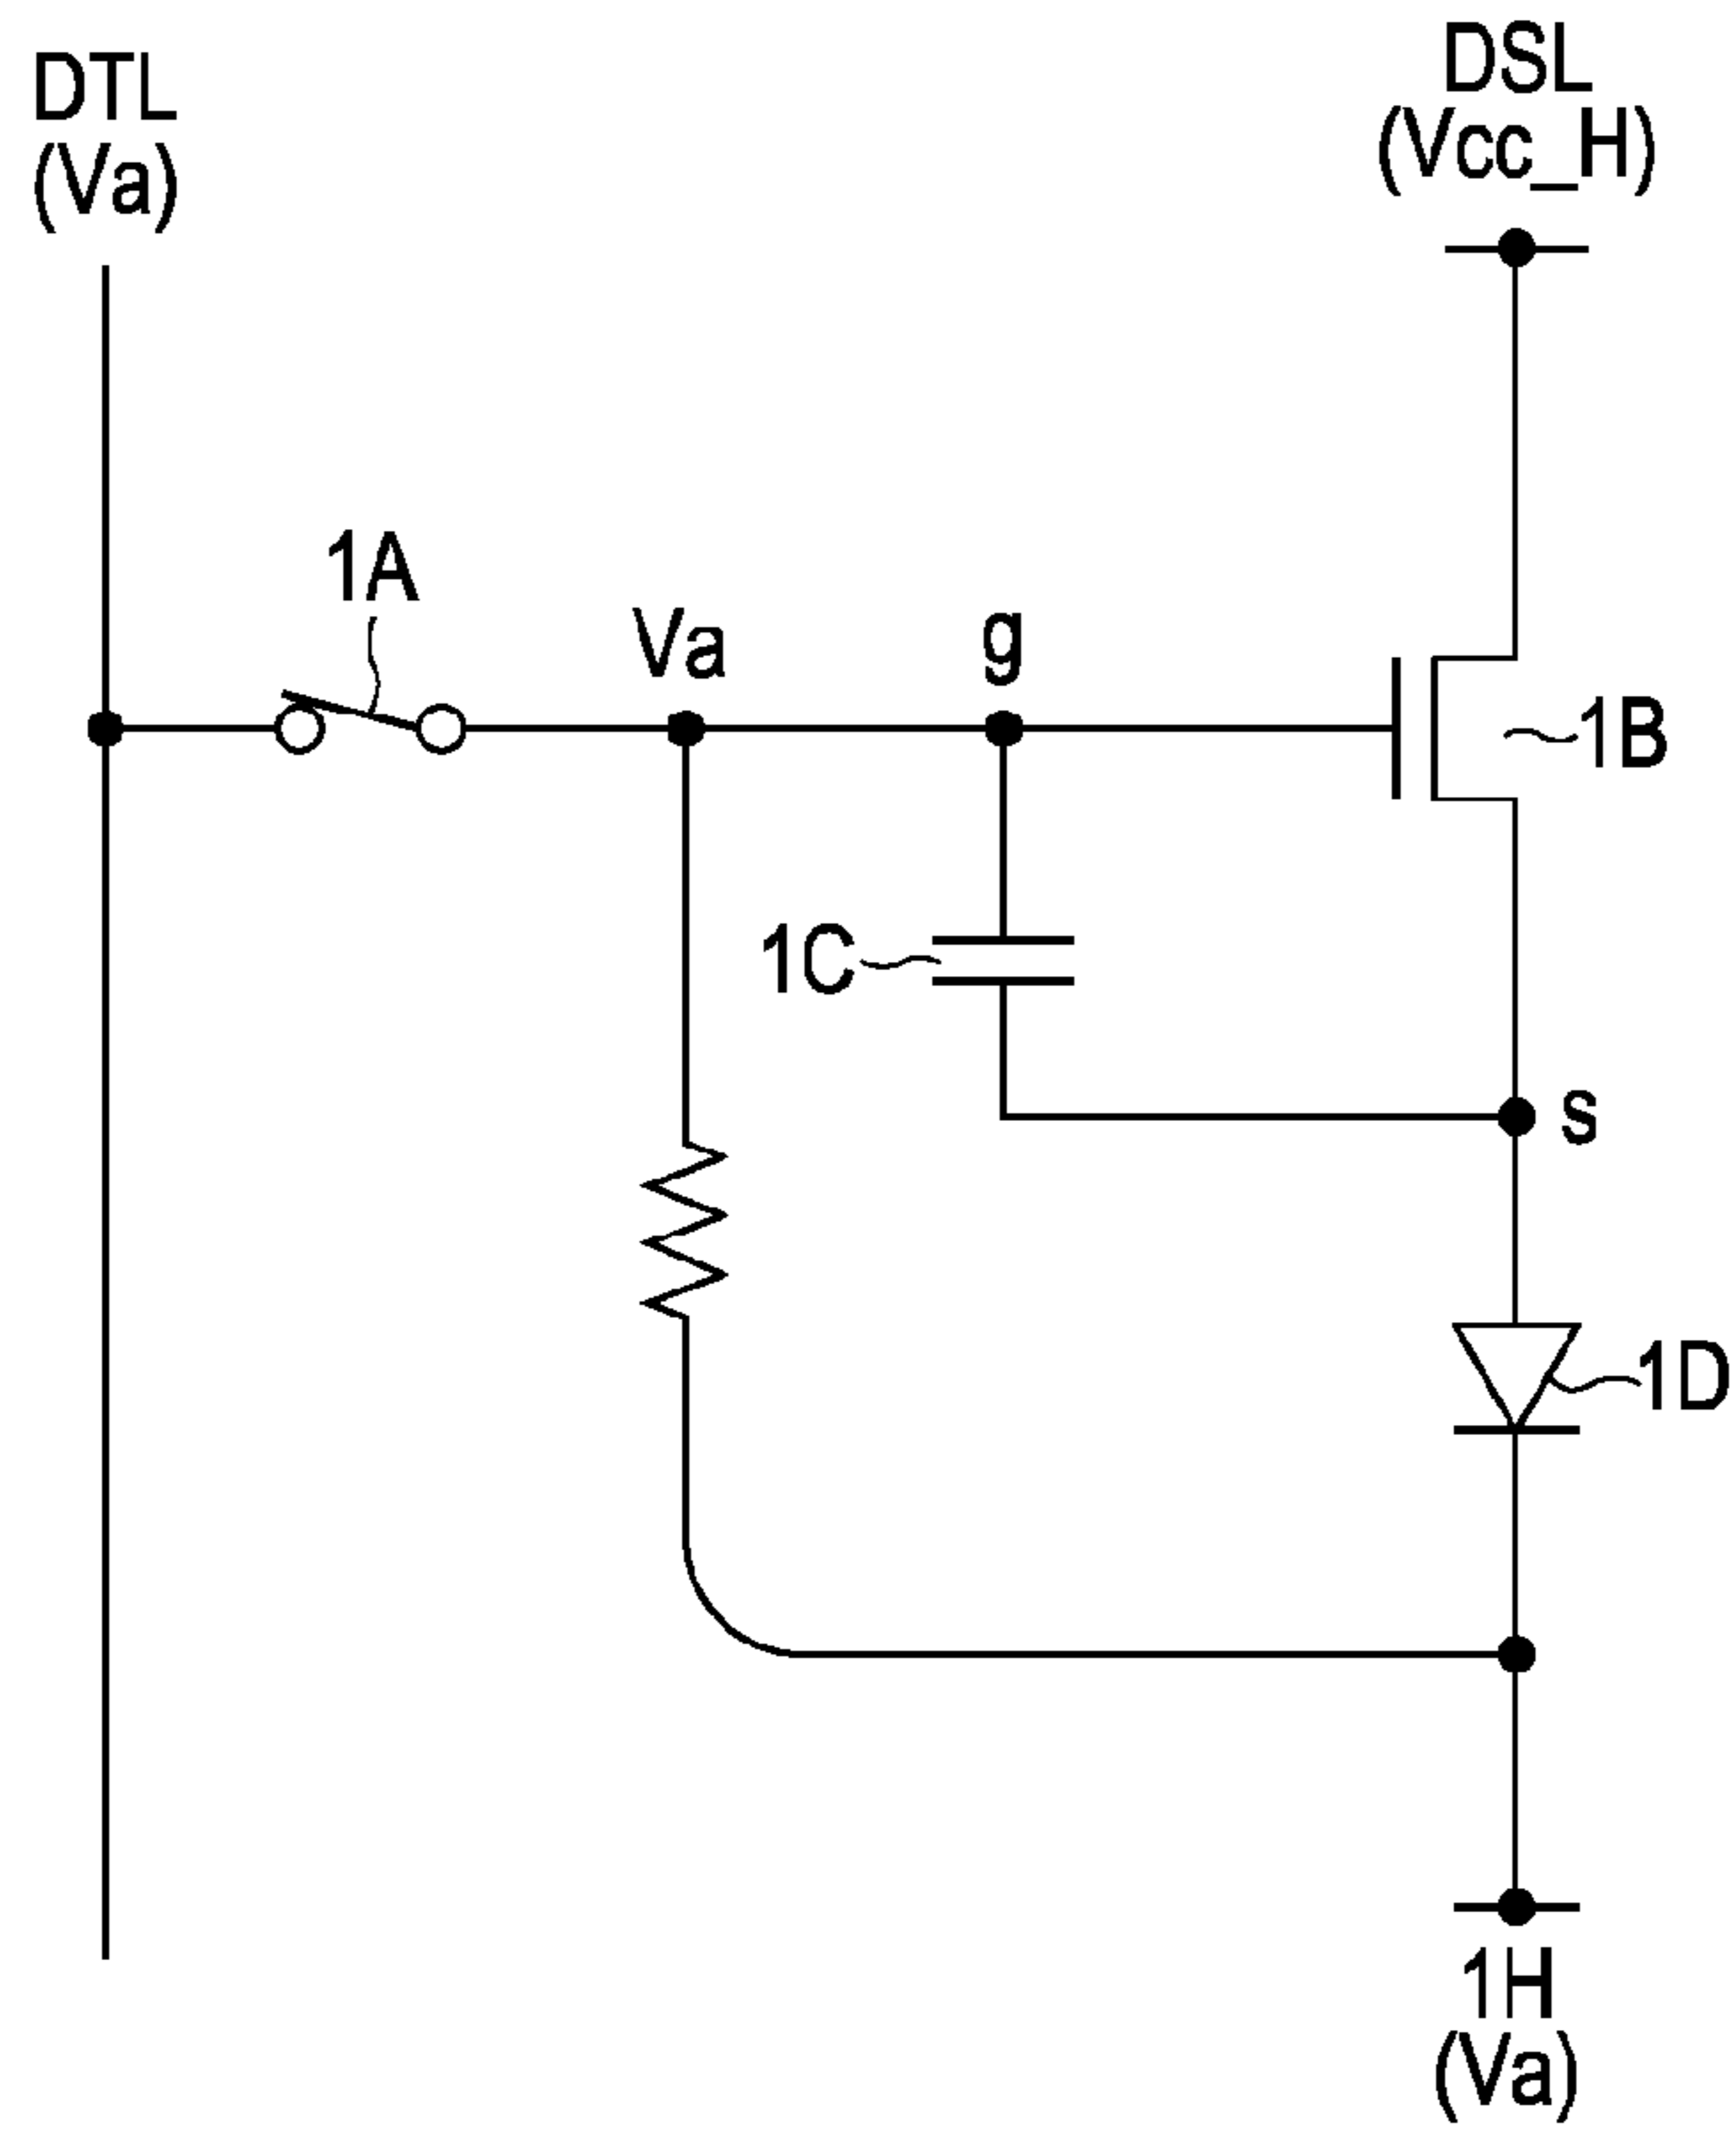 DTL
(Va)
DSL
(Vcc_H)
1A
Va
g
1B
1C
s
1D
1H
(Va)